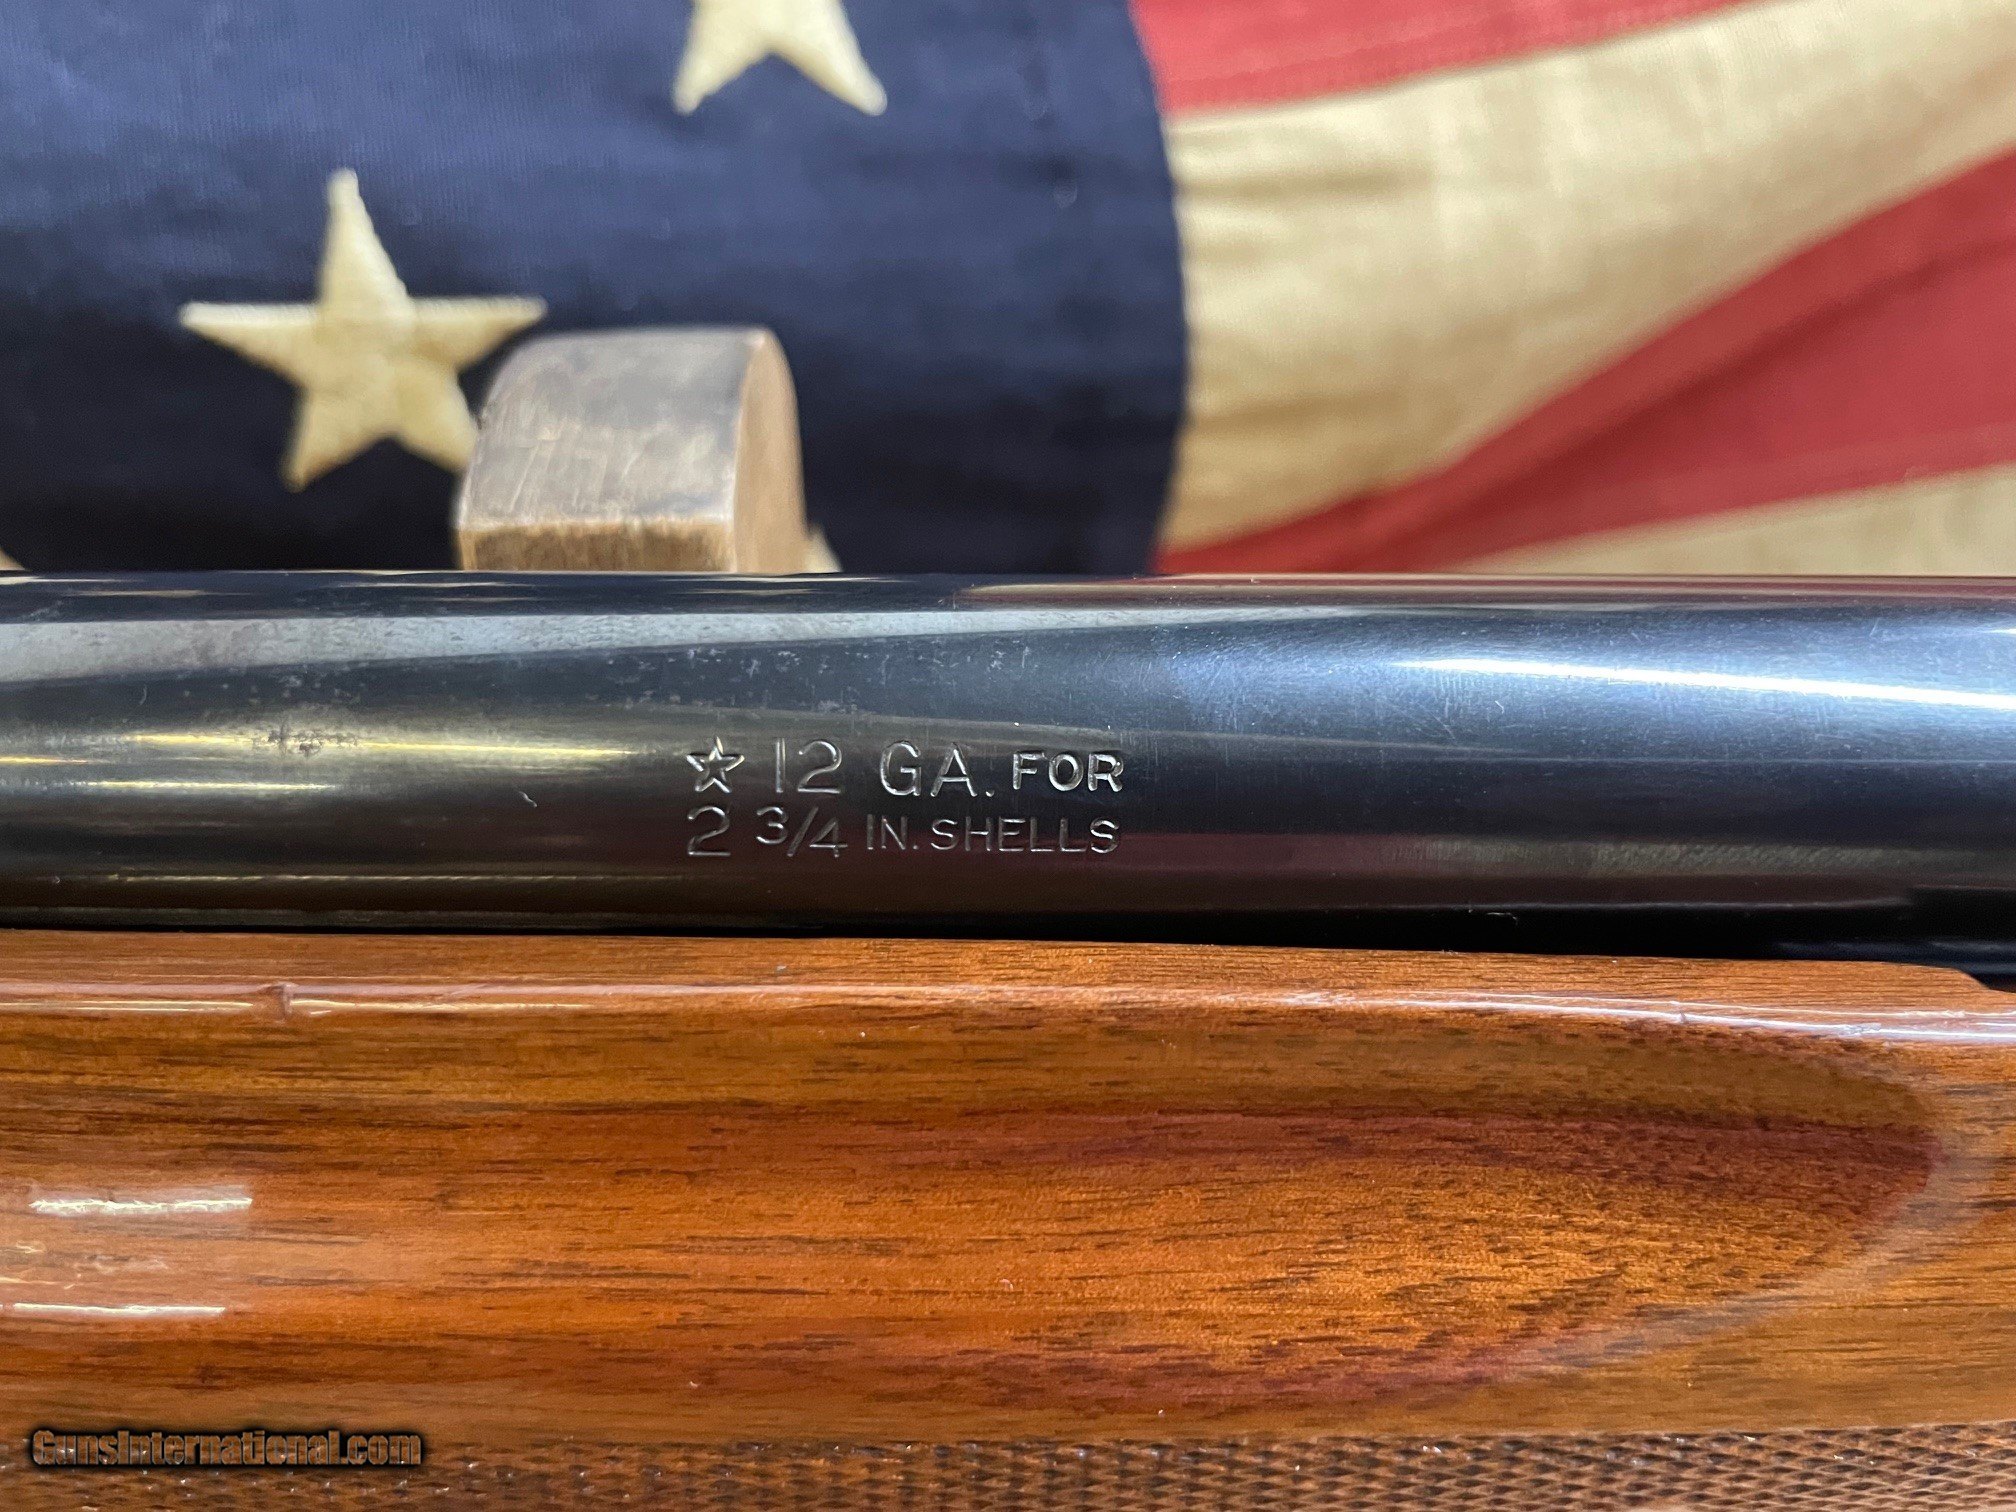 ☆ 12 GA. FOR
2 3/4 IN. SHELLS
GunsInternational.com